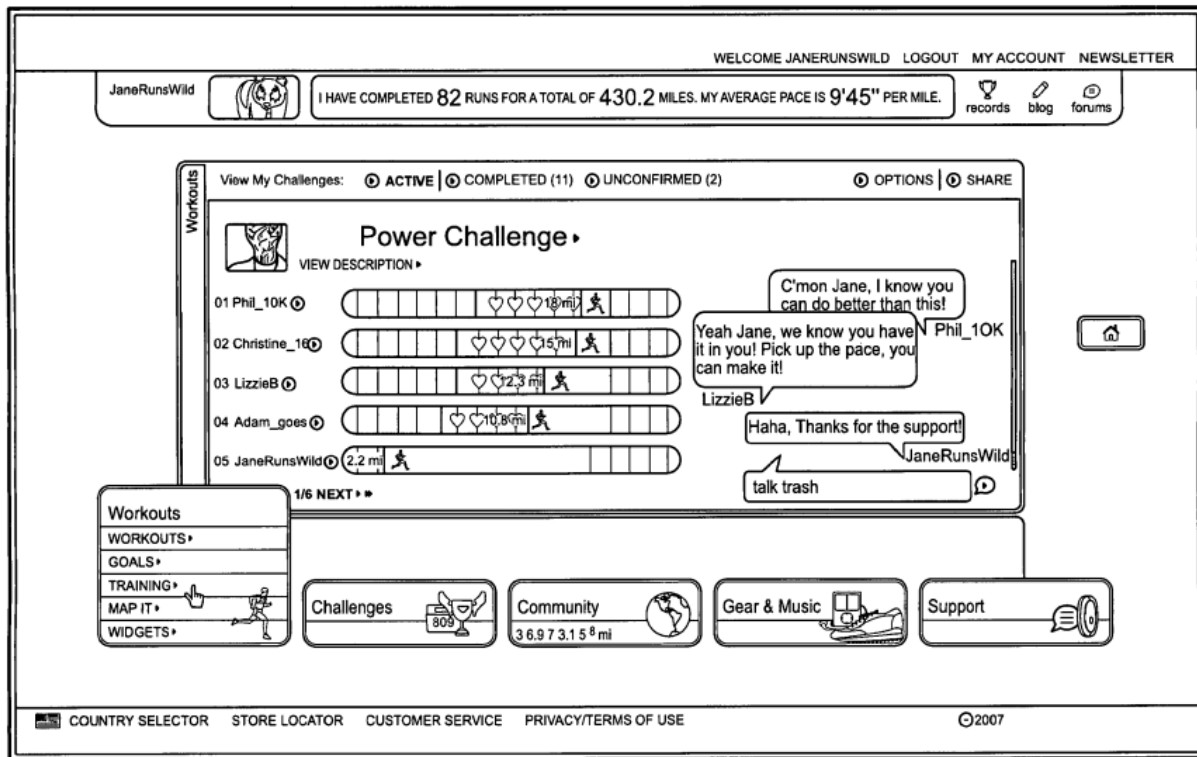 WELCOME JANERUNSWILD LOGOUT MY ACCOUNT NEWSLETTER
JaneRunsWild
I HAVE COMPLETED 82 RUNS FOR A TOTAL OF 430.2 MILES. MY AVERAGE PACE IS 9'45" PER MILE.
records blog forums
Workouts
View My Challenges: ACTIVE COMPLETED (11) UNCONFIRMED (2) OPTIONS SHARE
Power Challenge
VIEW DESCRIPTION
01 Phil_10K 18 mi
02 Christine_16 15 mi
03 LizzieB 12.3 mi
04 Adam_goes 10.8 mi
05 JaneRunsWild 2.2 mi
1/6 NEXT
C'mon Jane, I know you
can do better than this!
Phil_1OK
Yeah Jane, we know you have
it in you! Pick up the pace, you
can make it!
LizzieB
Haha, Thanks for the support!
JaneRunsWild
talk trash
Workouts
WORKOUTS
GOALS
TRAINING
MAP IT
WIDGETS
Challenges
809
Community
3 6.9 7 3.1 5 8 mi
Gear & Music
Support
COUNTRY SELECTOR STORE LOCATOR CUSTOMER SERVICE PRIVACY/TERMS OF USE 2007